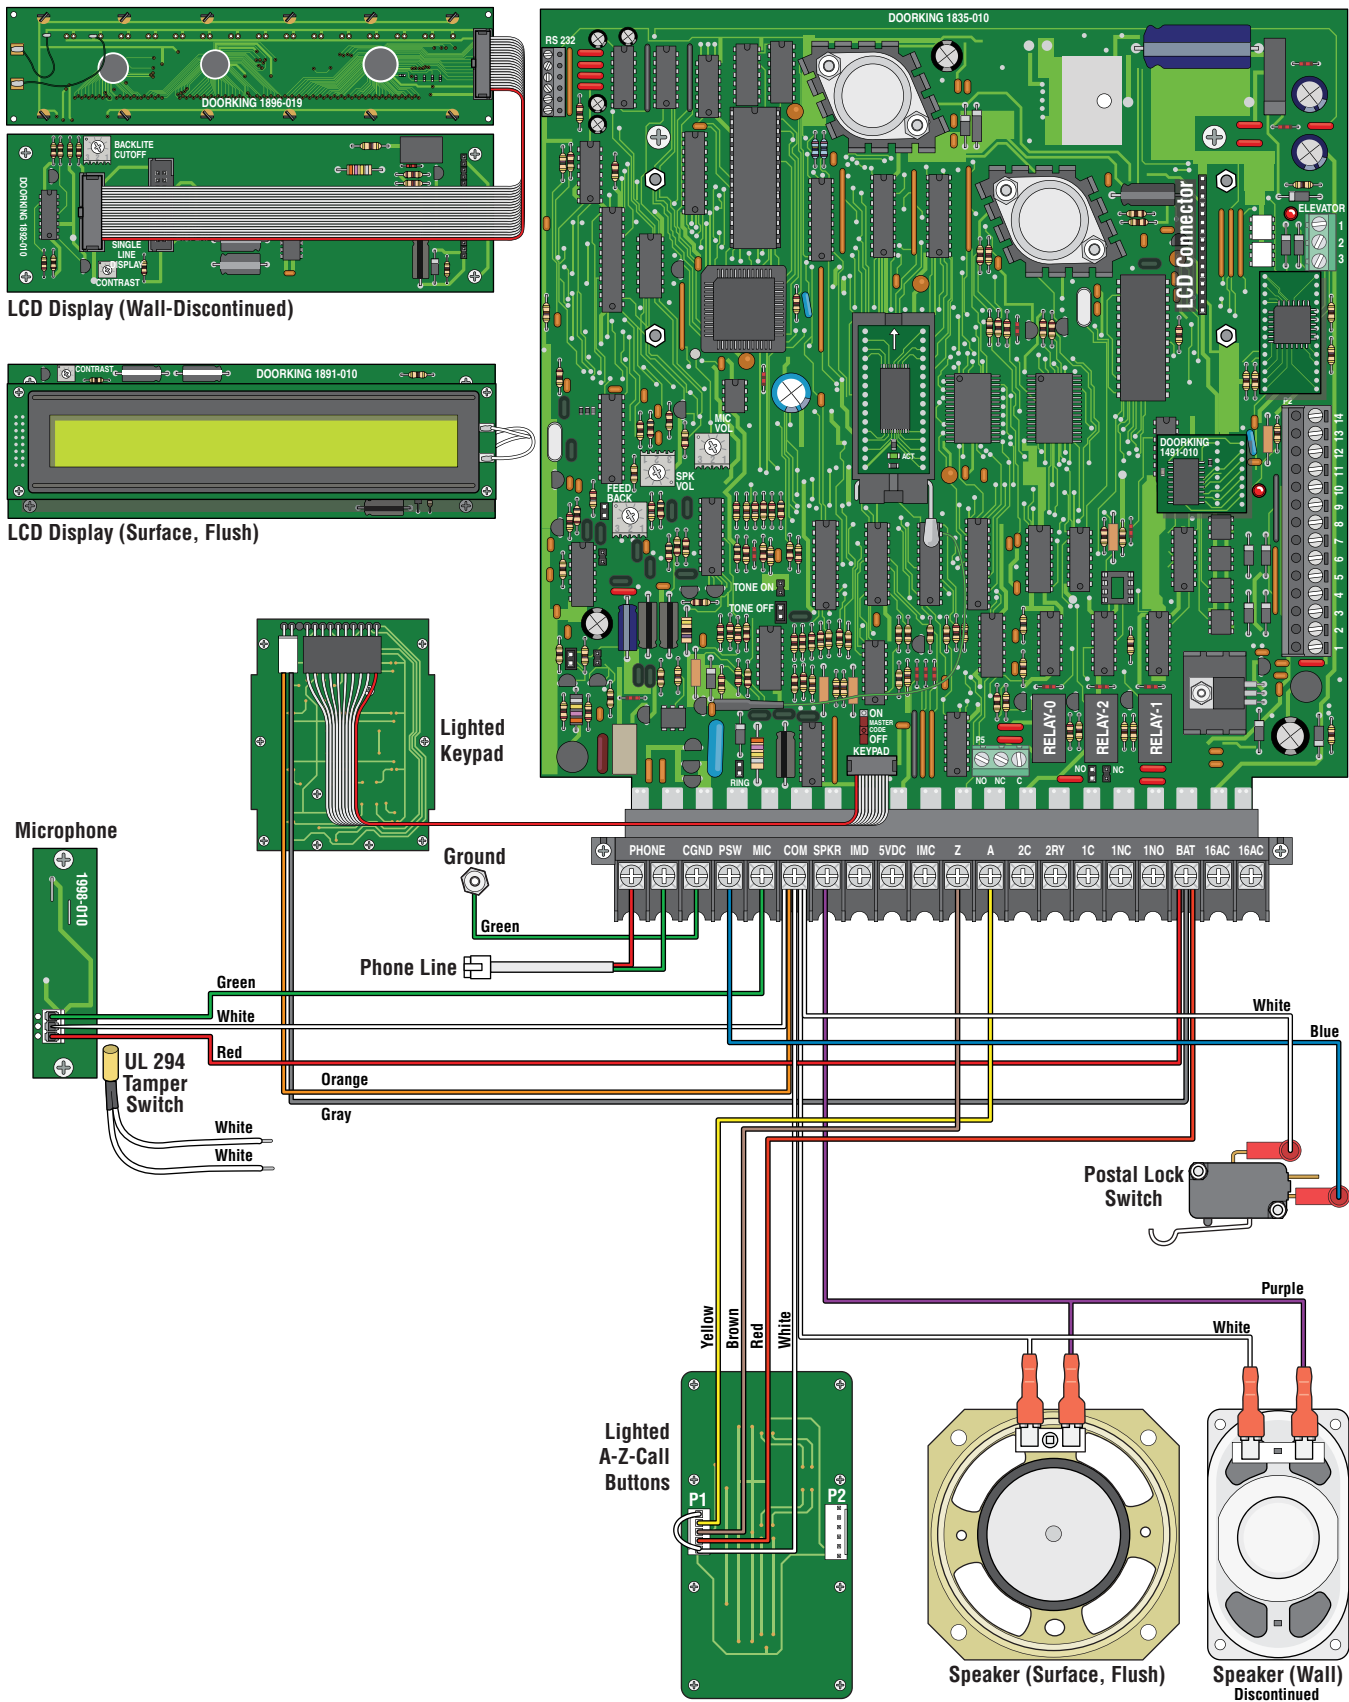 DOORKING 1896-019
BACKLITE
CUTOFF
DOORKING 1892-010
SINGLE
LINE
DISPLAY
CONTRAST
LCD Display (Wall-Discontinued)
CONTRAST
DOORKING 1891-010
LCD Display (Surface, Flush)
DOORKING 1835-010
RS 232
LCD Connector
ELEVATOR
1
2
3
MIC
VOL
SPK
VOL
FEED
BACK
ACT
DOORKING
1491-010
14
13
12
11
10
9
8
7
6
5
4
3
2
1
TONE ON
TONE OFF
ON
MASTER
CODE
OFF
KEYPAD
RING
P5
NO NC C
RELAY-0
RELAY-2
RELAY-1
NO
NC
Lighted
Keypad
PHONE CGND PSW MIC COM SPKR IMD 5VDC IMC Z A 2C 2RY 1C 1NC 1NO BAT 16AC 16AC
Microphone
1998-010
Ground
Green
Phone Line
Green
White
Red
Orange
Gray
UL 294
Tamper
Switch
White
White
White
Blue
Postal Lock
Switch
Purple
White
Yellow
Brown
Red
White
Lighted
A-Z-Call
Buttons
P1
P2
Speaker (Surface, Flush)
Speaker (Wall)
Discontinued